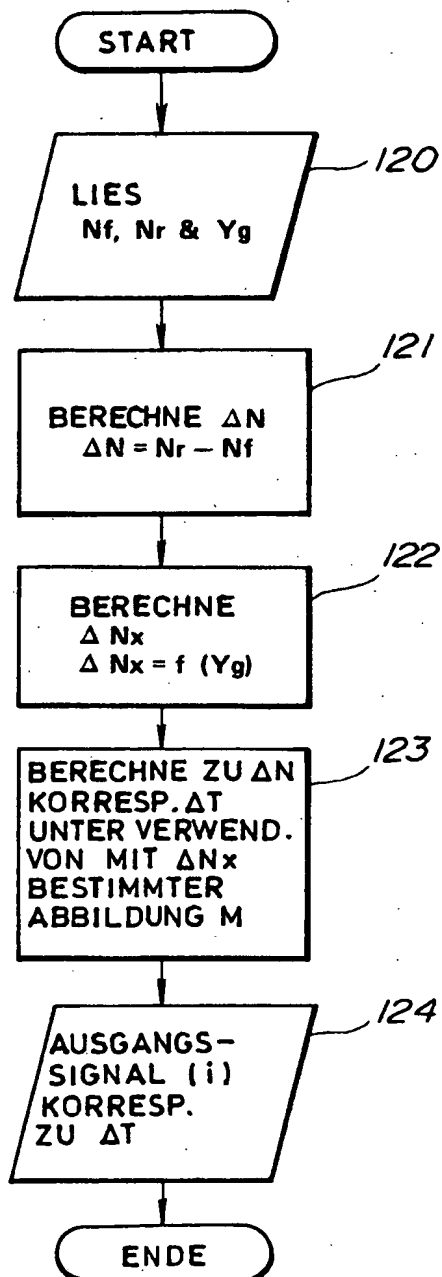 START
120
LIES
Nf, Nr & Yg
121
BERECHNE ΔN
ΔN = Nr – Nf
122
BERECHNE
Δ Nx
Δ Nx = f (Yg)
123
BERECHNE ZU ΔN
KORRESP. ΔT
UNTER VERWEND.
VON MIT ΔNx
BESTIMMTER
ABBILDUNG M
124
AUSGANGS–
SIGNAL (i)
KORRESP.
ZU ΔT
ENDE